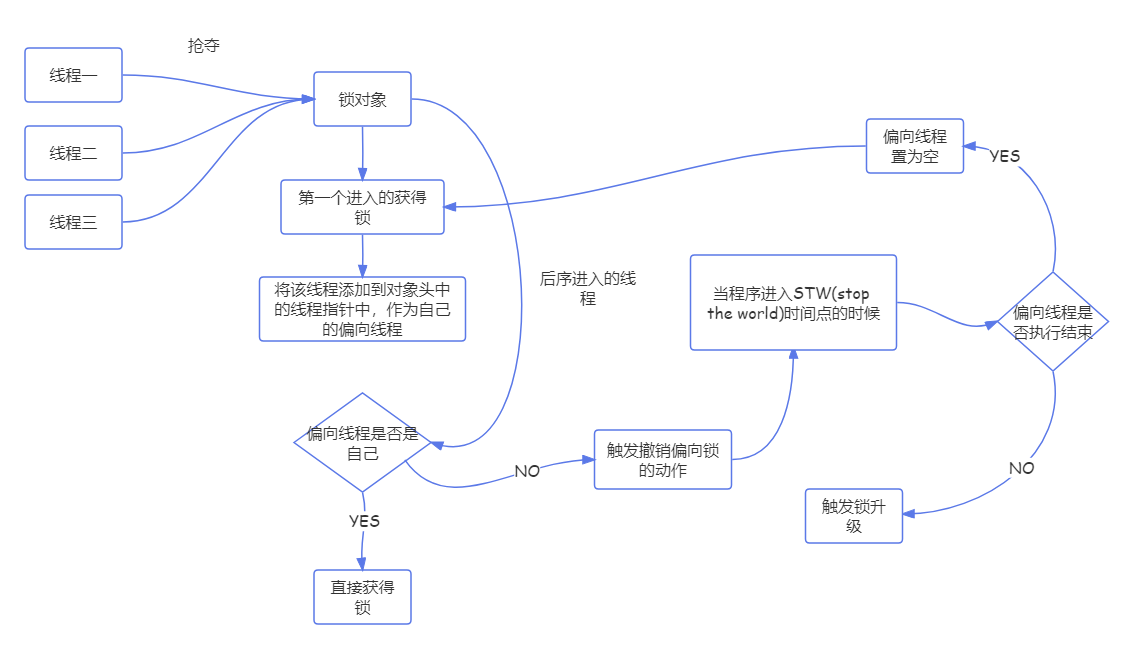 抢夺
线程一
锁对象
线程二
线程三
第一个进入的获得
锁
将该线程添加到对象头中
的线程指针中，作为自己
的偏向线程
后序进入的线
程
偏向线程
置为空
YES
当程序进入STW(stop
the world)时间点的时候
偏向线程是
否执行结束
偏向线程是否是
自己
NO
触发撤销偏向锁
的动作
NO
触发锁升
级
YES
直接获得
锁